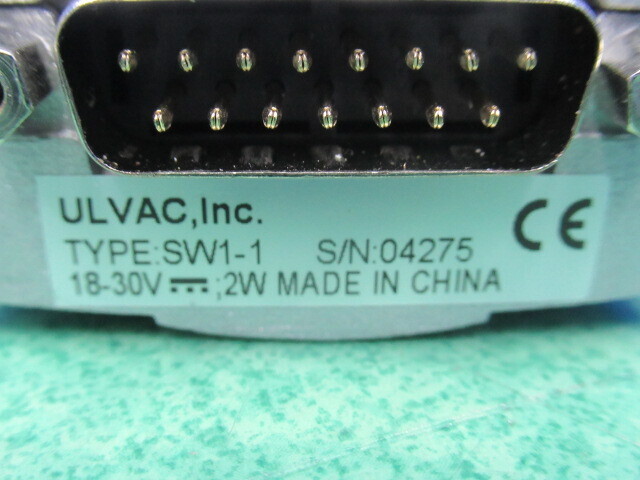 ULVAC,Inc.
TYPE:SW1-1 S/N:04275
18-30V⎓;2W MADE IN CHINA
CE